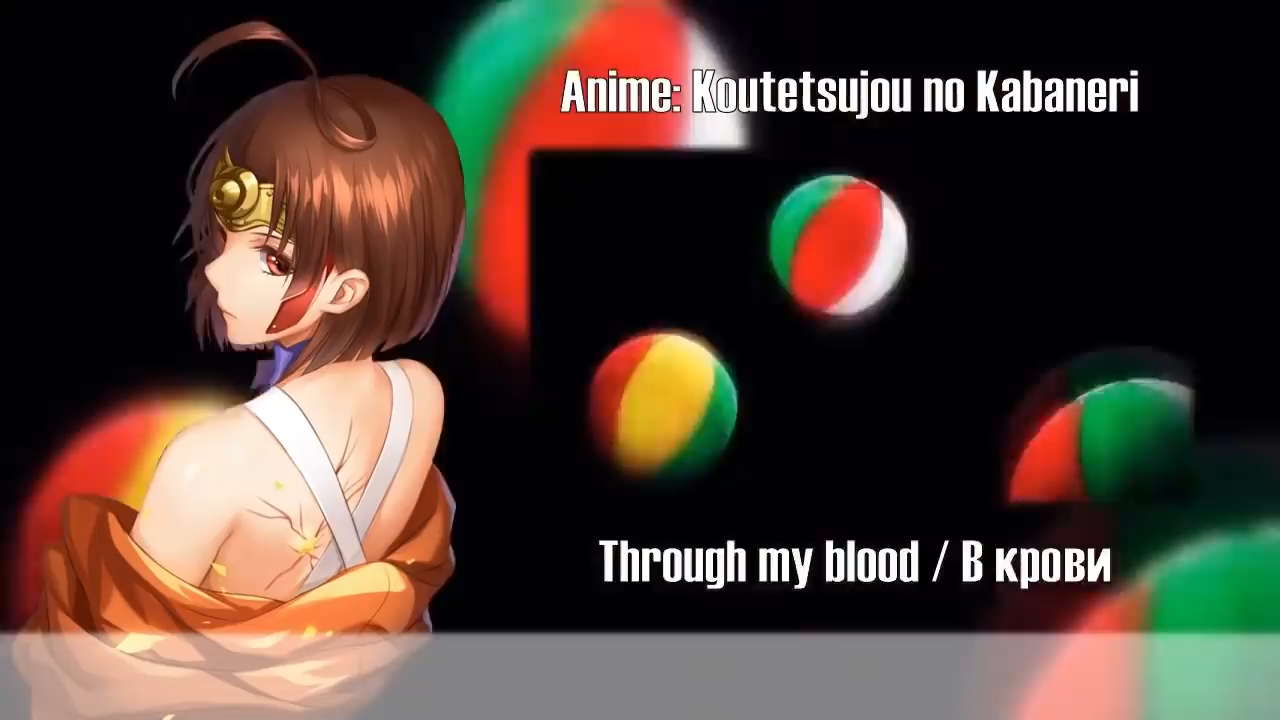 Anime: Koutetsujou no Kabaneri
Through my blood / В крови